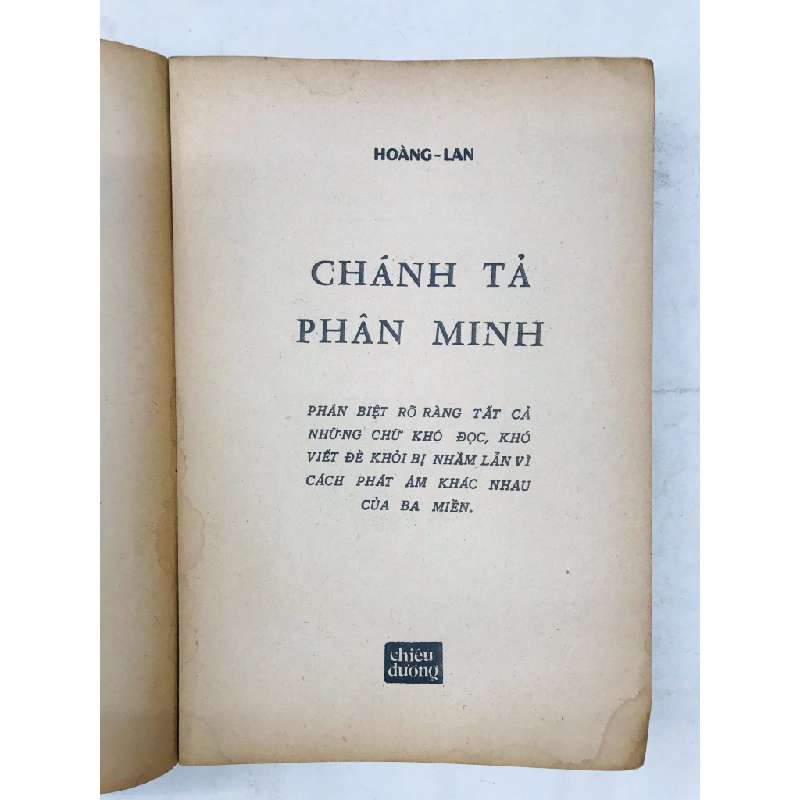 HOÀNG-LAN
CHÁNH TẢ
PHÂN MINH
PHÂN BIỆT RÕ RÀNG TẤT CẢ
NHỮNG CHỮ KHÓ ĐỌC, KHÓ
VIẾT ĐỂ KHỎI BỊ NHẦM LẪN VÌ
CÁCH PHÁT ÂM KHÁC NHAU
CỦA BA MIỀN.
chiêu
dương